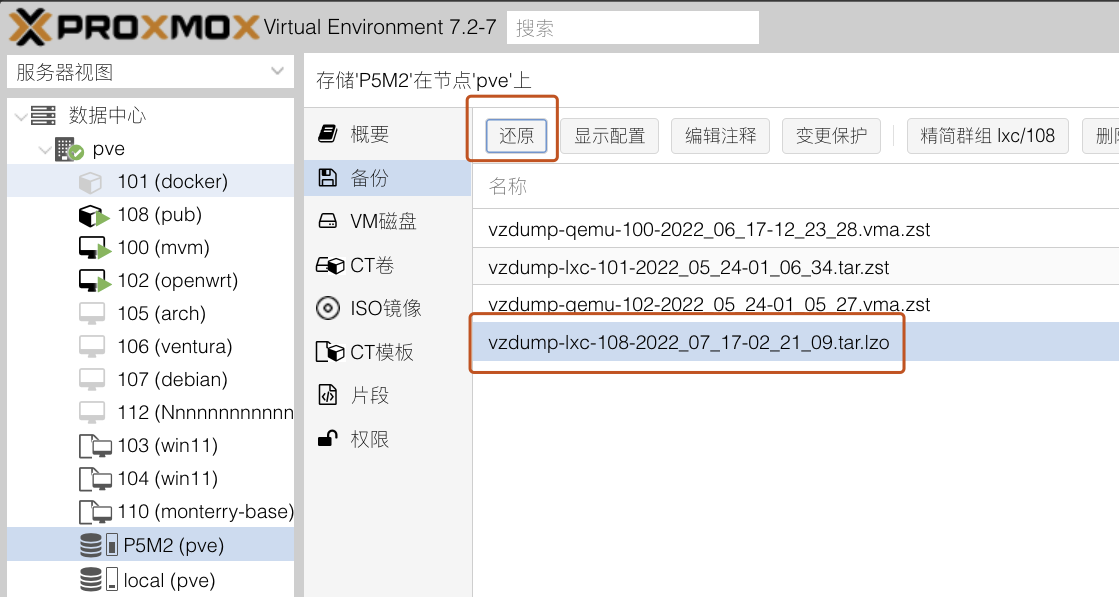 PROXMOX Virtual Environment 7.2-7 搜索
服务器视图
数据中心
pve
101 (docker)
108 (pub)
100 (mvm)
102 (openwrt)
105 (arch)
106 (ventura)
107 (debian)
112 (Nnnnnnnnnnnn
103 (win11)
104 (win11)
110 (monterry-base)
P5M2 (pve)
local (pve)
存储'P5M2'在节点'pve'上
概要
备份
VM磁盘
CT卷
ISO镜像
CT模板
片段
权限
还原 显示配置 编辑注释 变更保护 精简群组 lxc/108
名称
vzdump-qemu-100-2022_06_17-12_23_28.vma.zst
vzdump-lxc-101-2022_05_24-01_06_34.tar.zst
vzdump-qemu-102-2022_05_24-01_05_27.vma.zst
vzdump-lxc-108-2022_07_17-02_21_09.tar.lzo